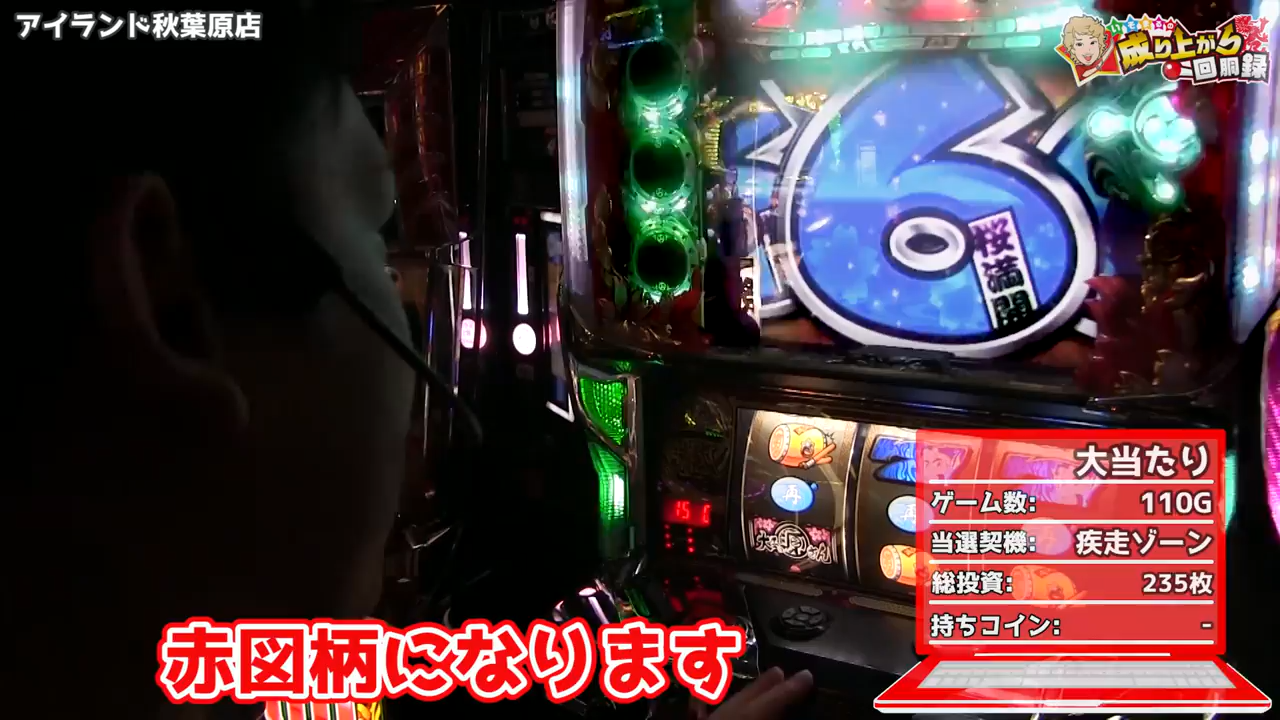 アイランド秋葉原店
成り上がり
回胴録
6
桜満開
再
再
大当たり
ゲーム数: 110G
当選契機: 疾走ゾーン
総投資: 235枚
持ちコイン: -
赤図柄になります